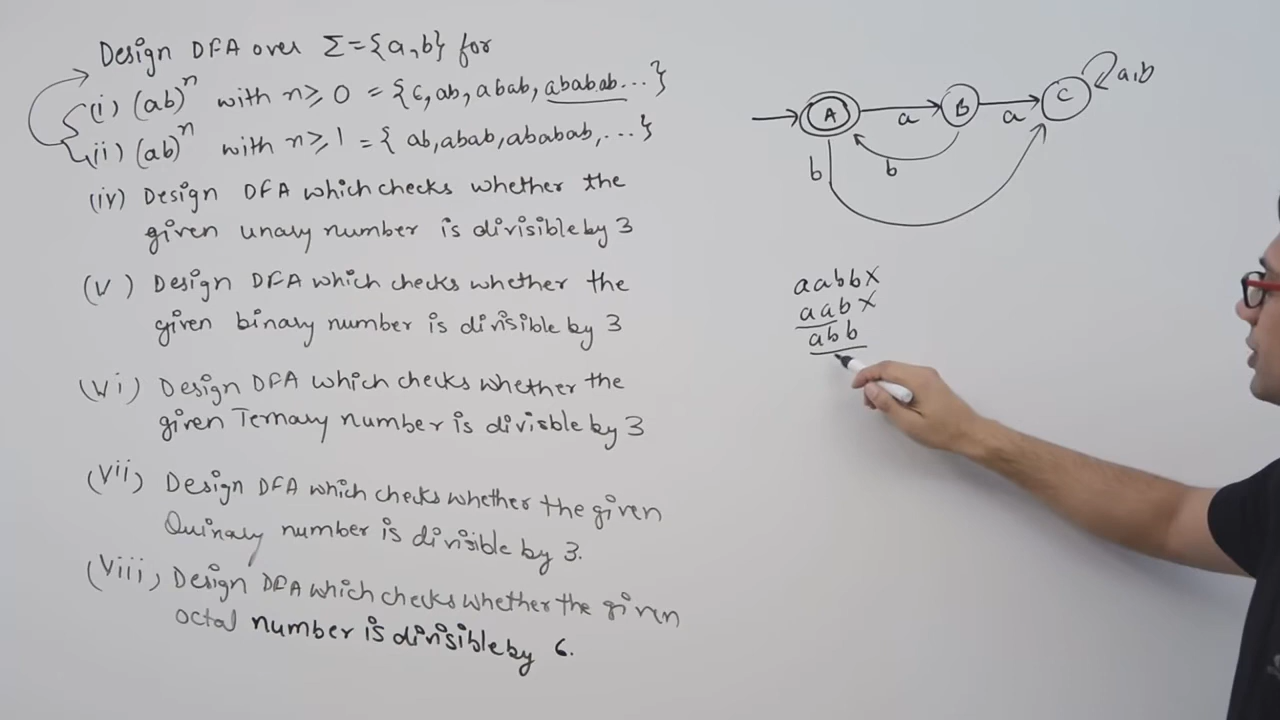 Design DFA over Σ={a,b} for
(i) (ab)ⁿ with n≥0 = {ε,ab,abab,ababab...}
(ii) (ab)ⁿ with n≥1 = {ab,abab,ababab,...}
(iv) Design DFA which checks whether the
given unary number is divisible by 3
(v) Design DFA which checks whether the
given binary number is divisible by 3
(vi) Design DFA which checks whether the
given Ternary number is divisble by 3
(vii) Design DFA which checks whether the given
Quinary number is divisible by 3.
(viii) Design DFA which checks whether the given
octal number is divisible by 6.
A
a
B
a
C
a,b
b
b
aabbx
aabx
abb